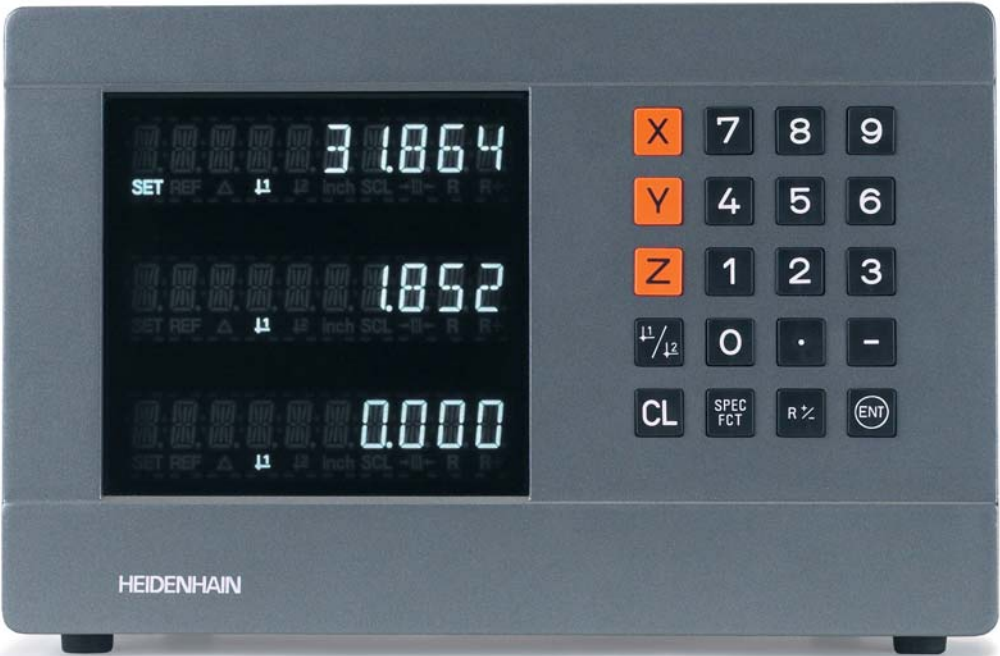 31.864
SET REF Δ ↓1 ↓2 Inch SCL →|||← R R÷
1.852
SET REF Δ ↓1 ↓2 Inch SCL →|||← R R÷
0.000
SET REF Δ ↓1 ↓2 Inch SCL →|||← R R÷
X 7 8 9
Y 4 5 6
Z 1 2 3
↓1/↓2 0 · −
CL SPEC FCT R +/− ENT
HEIDENHAIN